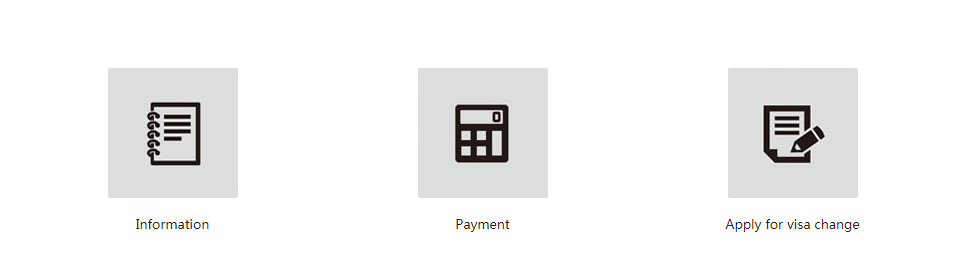 Information
Payment
Apply for visa change